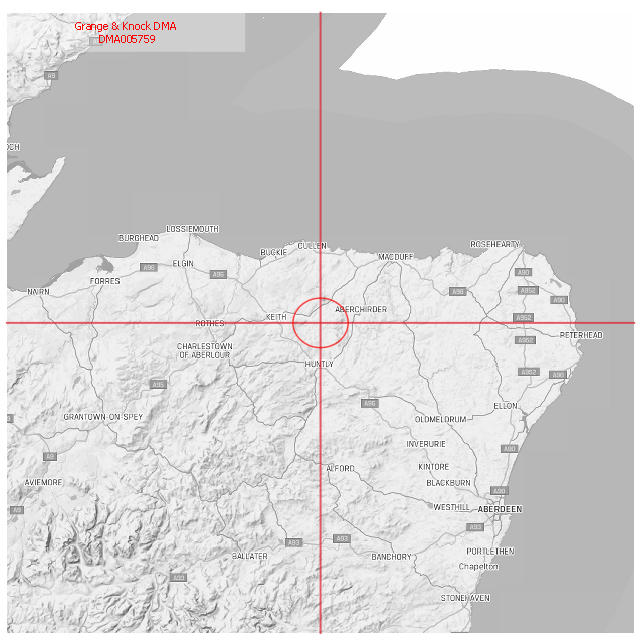 Grange & Knock DMA
DMA005759
A9
OCH
LOSSIEMOUTH
BURGHEAD
CULLEN
ROSEHEARTY
BUCKIE
MACDUFF
ELGIN
A96
A96
A90
FORRES
NAIRN
A952
A98
A90
ABERCHIRDER
KEITH
A952
ROTHES
PETERHEAD
A952
CHARLESTOWN
OF ABERLOUR
HUNTLY
A952
A90
A95
A96
ELLON
GRANTOWN-ON-SPEY
OLDMELDRUM
INVERURIE
A90
A9
KINTORE
ALFORD
AVIEMORE
BLACKBURN
A90
A9
WESTHILL
ABERDEEN
A93
A93
A93
PORTLETHEN
BALLATER
BANCHORY
Chapelton
A93
STONEHAVEN